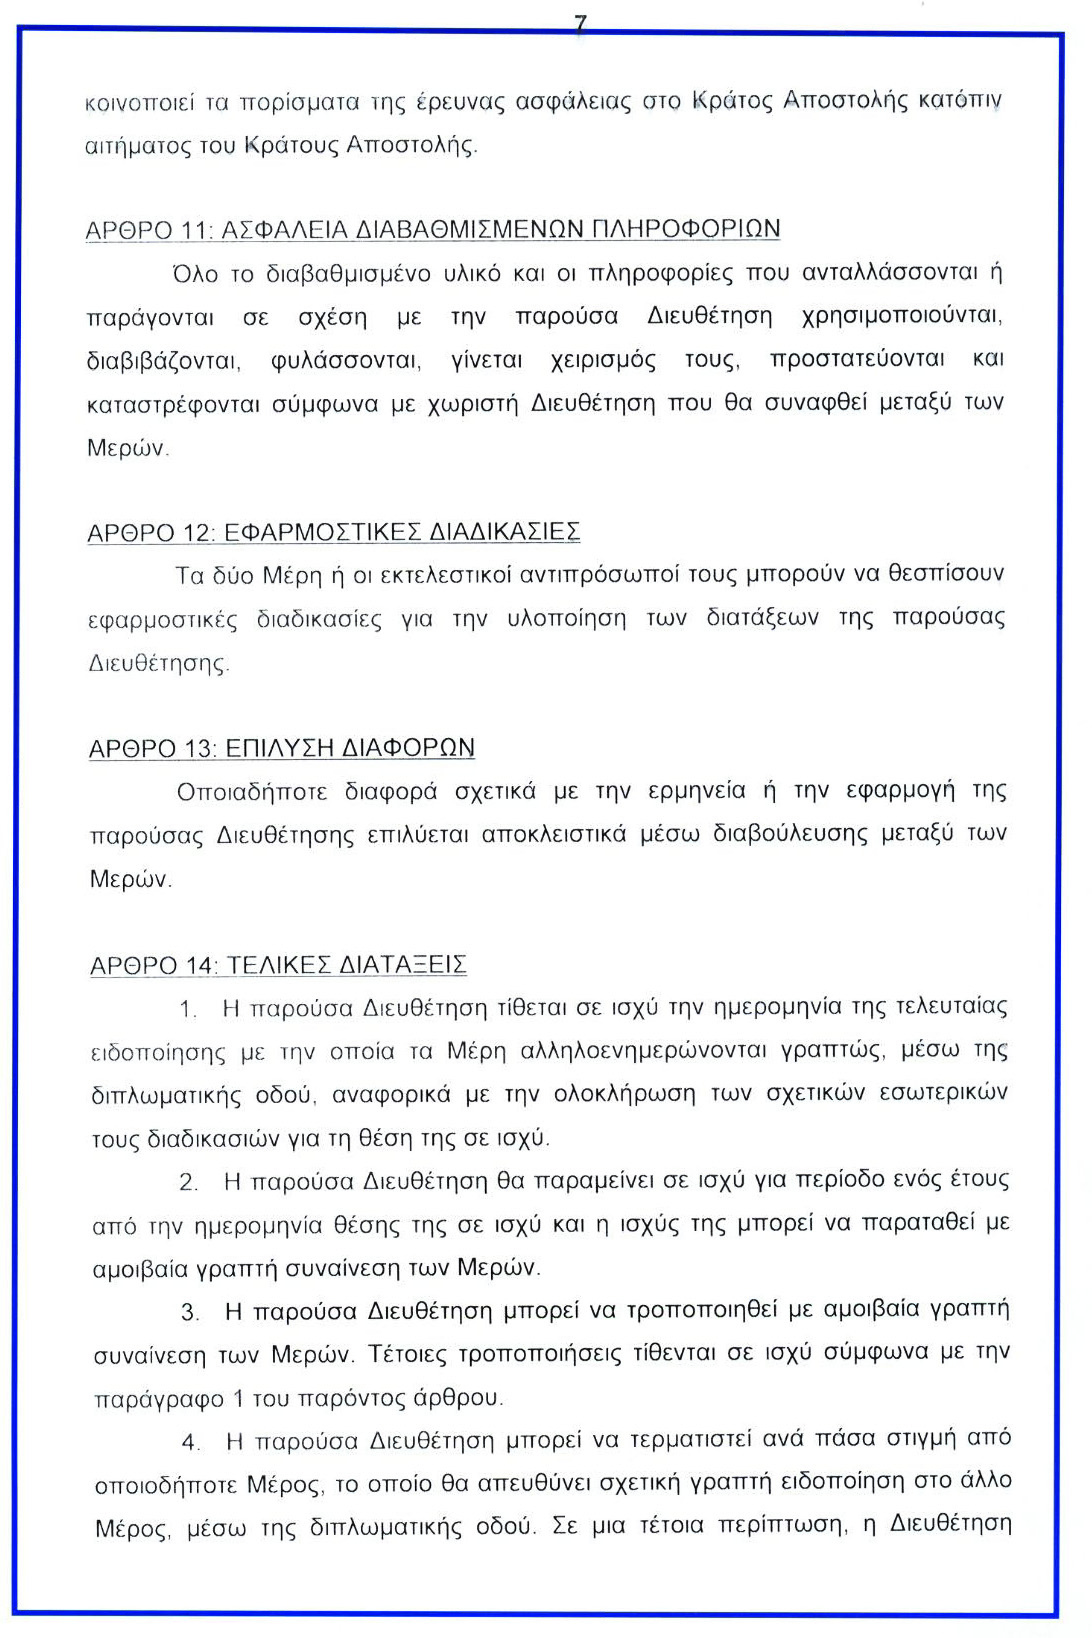 7
κοινοποιεί τα πορίσματα της έρευνας ασφάλειας στο Κράτος Αποστολής κατόπιν
αιτήματος του Κράτους Αποστολής.
ΑΡΘΡΟ 11: ΑΣΦΑΛΕΙΑ ΔΙΑΒΑΘΜΙΣΜΕΝΩΝ ΠΛΗΡΟΦΟΡΙΩΝ
Όλο το διαβαθμισμένο υλικό και οι πληροφορίες που ανταλλάσσονται ή
παράγονται σε σχέση με την παρούσα Διευθέτηση χρησιμοποιούνται,
διαβιβάζονται, φυλάσσονται, γίνεται χειρισμός τους, προστατεύονται και
καταστρέφονται σύμφωνα με χωριστή Διευθέτηση που θα συναφθεί μεταξύ των
Μερών.
ΑΡΘΡΟ 12: ΕΦΑΡΜΟΣΤΙΚΕΣ ΔΙΑΔΙΚΑΣΙΕΣ
Τα δύο Μέρη ή οι εκτελεστικοί αντιπρόσωποί τους μπορούν να θεσπίσουν
εφαρμοστικές διαδικασίες για την υλοποίηση των διατάξεων της παρούσας
Διευθέτησης.
ΑΡΘΡΟ 13: ΕΠΙΛΥΣΗ ΔΙΑΦΟΡΩΝ
Οποιαδήποτε διαφορά σχετικά με την ερμηνεία ή την εφαρμογή της
παρούσας Διευθέτησης επιλύεται αποκλειστικά μέσω διαβούλευσης μεταξύ των
Μερών.
ΑΡΘΡΟ 14: ΤΕΛΙΚΕΣ ΔΙΑΤΑΞΕΙΣ
1. Η παρούσα Διευθέτηση τίθεται σε ισχύ την ημερομηνία της τελευταίας
ειδοποίησης με την οποία τα Μέρη αλληλοενημερώνονται γραπτώς, μέσω της
διπλωματικής οδού, αναφορικά με την ολοκλήρωση των σχετικών εσωτερικών
τους διαδικασιών για τη θέση της σε ισχύ.
2. Η παρούσα Διευθέτηση θα παραμείνει σε ισχύ για περίοδο ενός έτους
από την ημερομηνία θέσης της σε ισχύ και η ισχύς της μπορεί να παραταθεί με
αμοιβαία γραπτή συναίνεση των Μερών.
3. Η παρούσα Διευθέτηση μπορεί να τροποποιηθεί με αμοιβαία γραπτή
συναίνεση των Μερών. Τέτοιες τροποποιήσεις τίθενται σε ισχύ σύμφωνα με την
παράγραφο 1 του παρόντος άρθρου.
4. Η παρούσα Διευθέτηση μπορεί να τερματιστεί ανά πάσα στιγμή από
οποιοδήποτε Μέρος, το οποίο θα απευθύνει σχετική γραπτή ειδοποίηση στο άλλο
Μέρος, μέσω της διπλωματικής οδού. Σε μια τέτοια περίπτωση, η Διευθέτηση